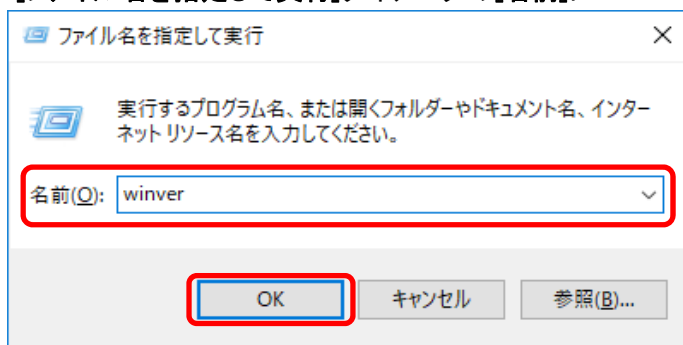 ファイル名を指定して実行
実行するプログラム名、または開くフォルダーやドキュメント名、インター
ネット リソース名を入力してください。
名前(O): winver
OK キャンセル 参照(B)...